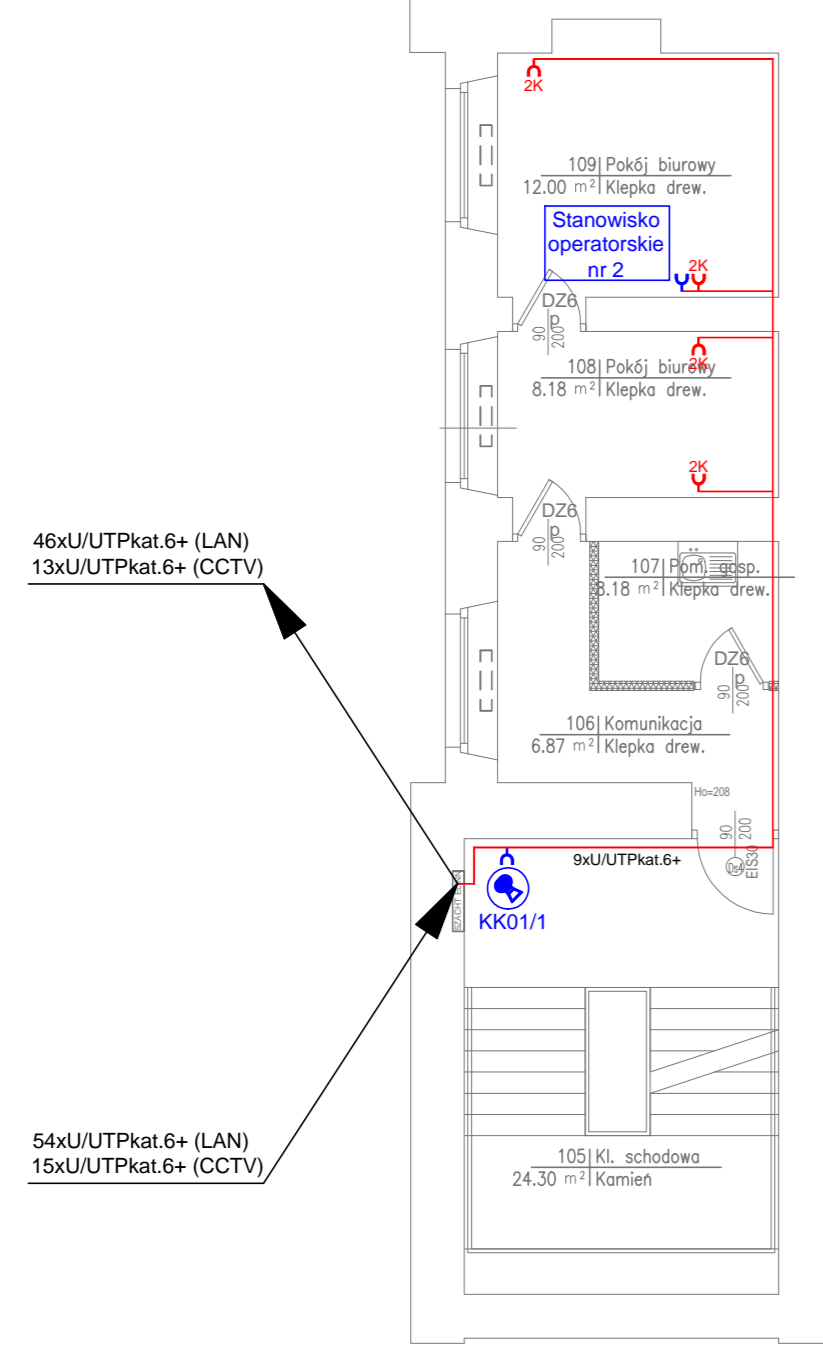 2K
109 Pokój biurowy
12.00 m² Klepka drew.
Stanowisko
operatorskie
nr 2
2K
DZ6
p
90
200
2K
108 Pokój biurowy
8.18 m² Klepka drew.
2K
DZ6
p
90
200
46xU/UTPkat.6+ (LAN)
13xU/UTPkat.6+ (CCTV)
107 Pom. gosp.
8.18 m² Klepka drew.
DZ6
p
90
200
106 Komunikacja
6.87 m² Klepka drew.
Ho=208
90
200
Ds4
EIS30
9xU/UTPkat.6+
SZACHT
KK01/1
54xU/UTPkat.6+ (LAN)
15xU/UTPkat.6+ (CCTV)
105 Kl. schodowa
24.30 m² Kamień